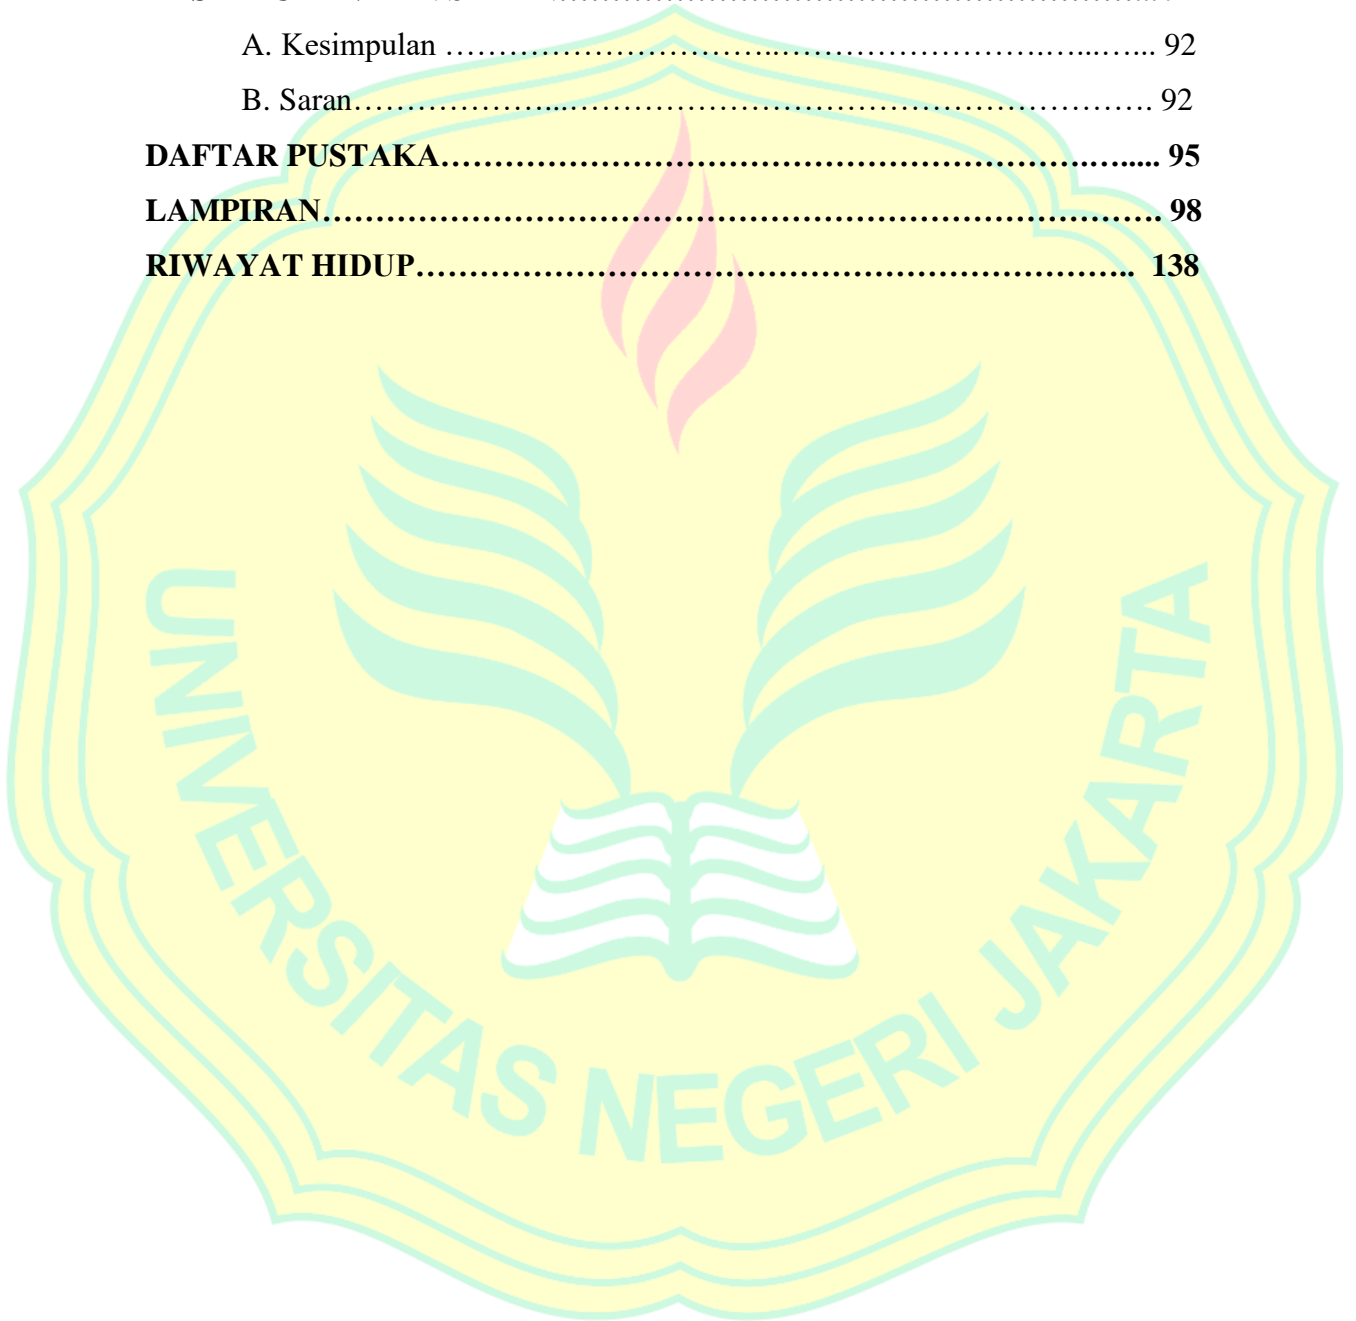 A. Kesimpulan ……………………………..…………………….…...…... 92
B. Saran………………...………………………………………………. 92
DAFTAR PUSTAKA…………………………………………………….…..... 95
LAMPIRAN……………………………………………………………………. 98
RIWAYAT HIDUP………………………………………………………….. 138
UNIVERSITAS NEGERI JAKARTA